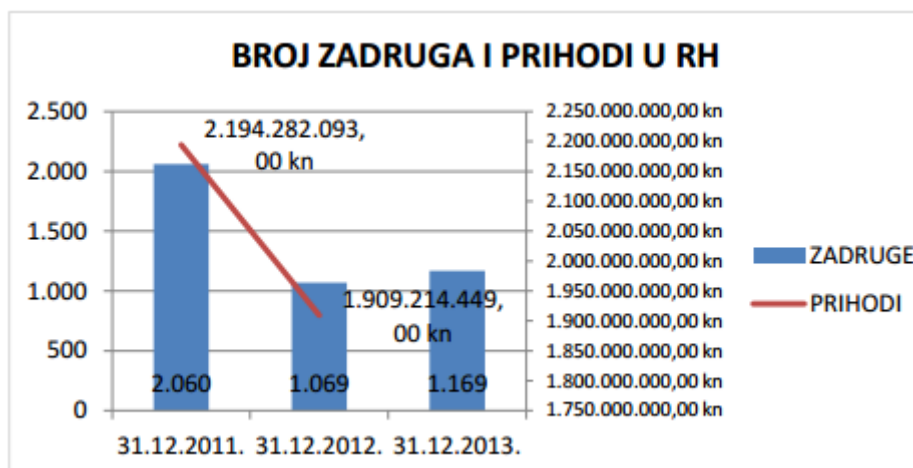 BROJ ZADRUGA I PRIHODI U RH
2.500
2.000
1.500
1.000
500
0
2.194.282.093,
00 kn
1.909.214.449,
00 kn
2.060
1.069
1.169
31.12.2011.
31.12.2012.
31.12.2013.
2.250.000.000,00 kn
2.200.000.000,00 kn
2.150.000.000,00 kn
2.100.000.000,00 kn
2.050.000.000,00 kn
2.000.000.000,00 kn
1.950.000.000,00 kn
1.900.000.000,00 kn
1.850.000.000,00 kn
1.800.000.000,00 kn
1.750.000.000,00 kn
ZADRUGE
PRIHODI